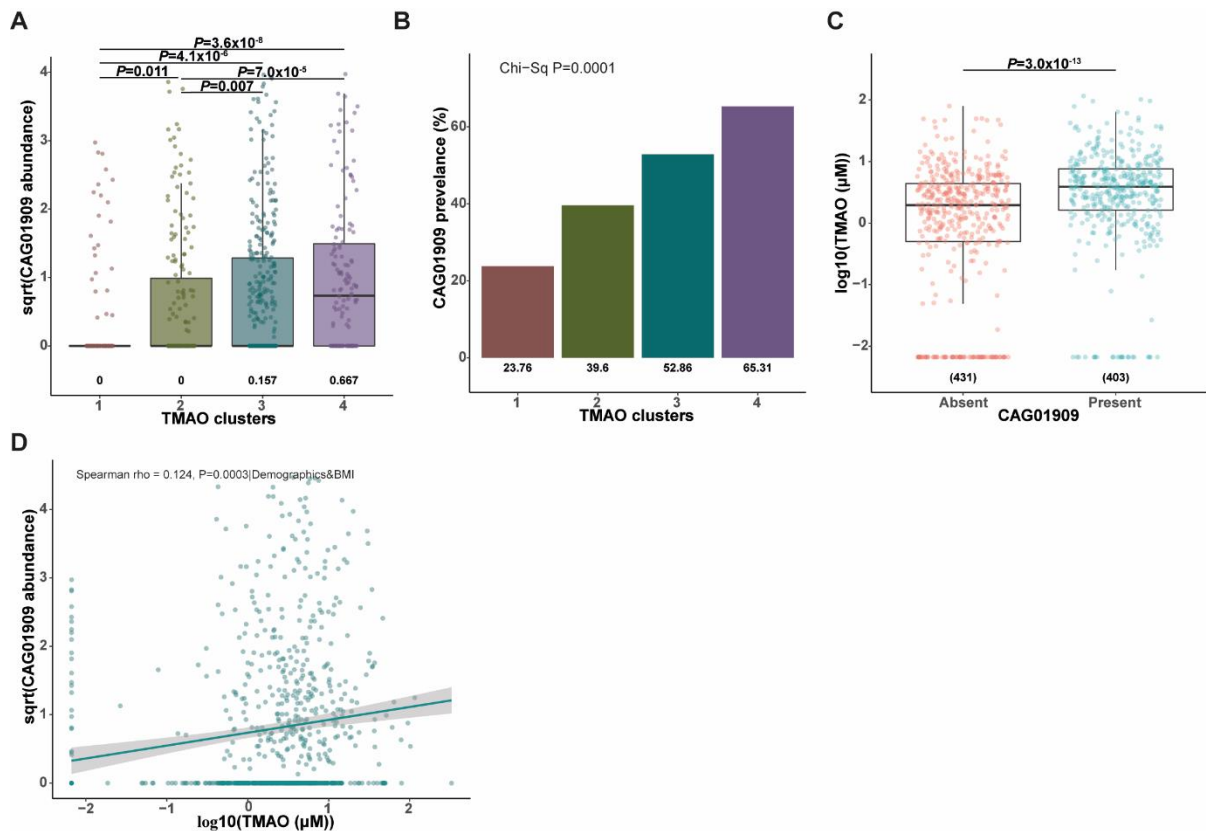 A
P=3.6x10-8
P=4.1x10-6
P=0.011
P=7.0x10-5
P=0.007
sqrt(CAG01909 abundance)
4
3
2
1
0
0 0 0.157 0.667
1 2 3 4
TMAO clusters
B
Chi−Sq P=0.0001
CAG01909 prevelance (%)
60
40
20
0
23.76 39.6 52.86 65.31
1 2 3 4
TMAO clusters
C
P=3.0x10-13
log10(TMAO (µM))
2
1
0
−1
−2
(431) (403)
Absent Present
CAG01909
D
Spearman rho = 0.124, P=0.0003|Demographics&BMI
sqrt(CAG01909 abundance)
4
3
2
1
0
−2 −1 0 1 2
log10(TMAO (µM))